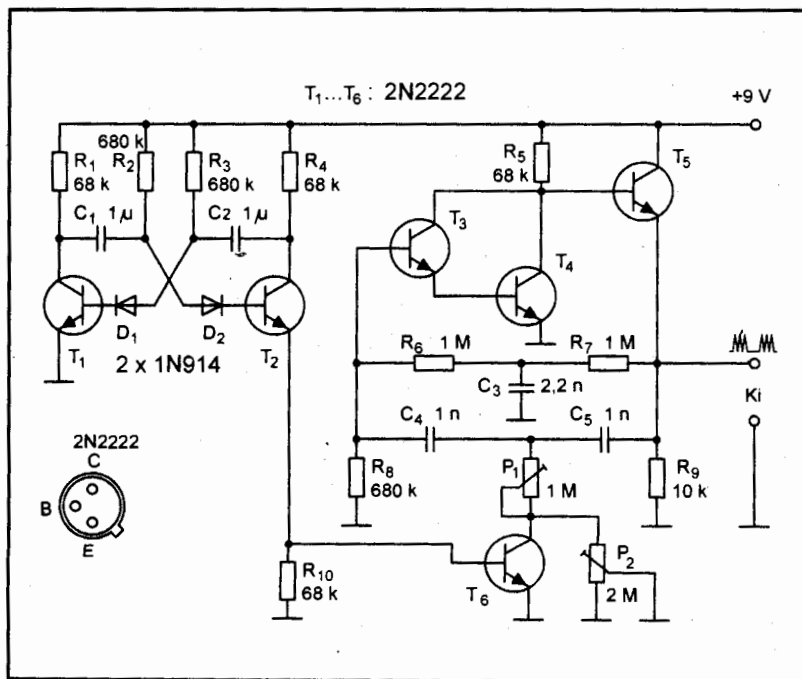 T₁...T₆ : 2N2222
+9 V
R₁
68 k
680 k
R₂
R₃
680 k
R₄
68 k
R₅
68 k
T₅
C₁ 1 µ
C₂ 1 µ
T₃
T₄
D₁
D₂
T₁
2 x 1N914
T₂
R₆ 1 M
R₇ 1 M
C₃ 2,2 n
Ki
C₄ 1 n
C₅ 1 n
2N2222
C
B
E
R₈
680 k
P₁
1 M
R₉
10 k
R₁₀
68 k
T₆
P₂
2 M